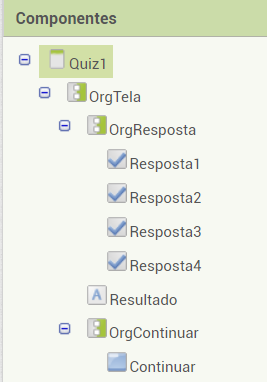 Componentes
Quiz1
OrgTela
OrgResposta
Resposta1
Resposta2
Resposta3
Resposta4
Resultado
OrgContinuar
Continuar